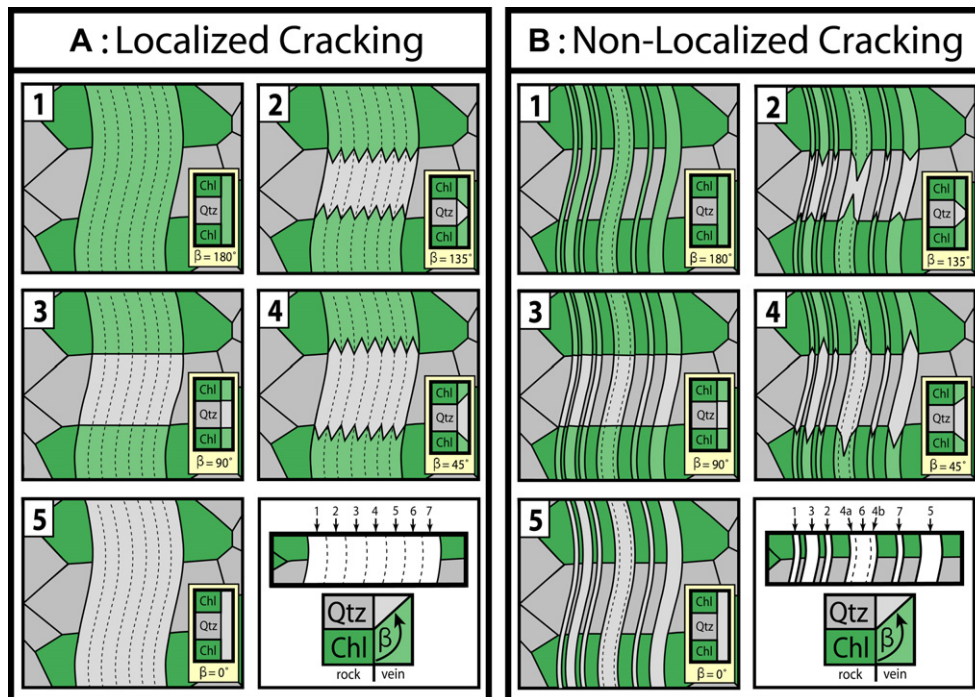 A : Localized Cracking
1
Chl
Qtz
Chl
β = 180°
2
Chl
Qtz
Chl
β = 135°
3
Chl
Qtz
Chl
β = 90°
4
Chl
Qtz
Chl
β = 45°
5
Chl
Qtz
Chl
β = 0°
1 2 3 4 5 6 7
Qtz
Chl β
rock vein
B : Non-Localized Cracking
1
Chl
Qtz
Chl
β = 180°
2
Chl
Qtz
Chl
β = 135°
3
Chl
Qtz
Chl
β = 90°
4
Chl
Qtz
Chl
β = 45°
5
Chl
Qtz
Chl
β = 0°
1 3 2 4a 6 4b 7 5
Qtz
Chl β
rock vein